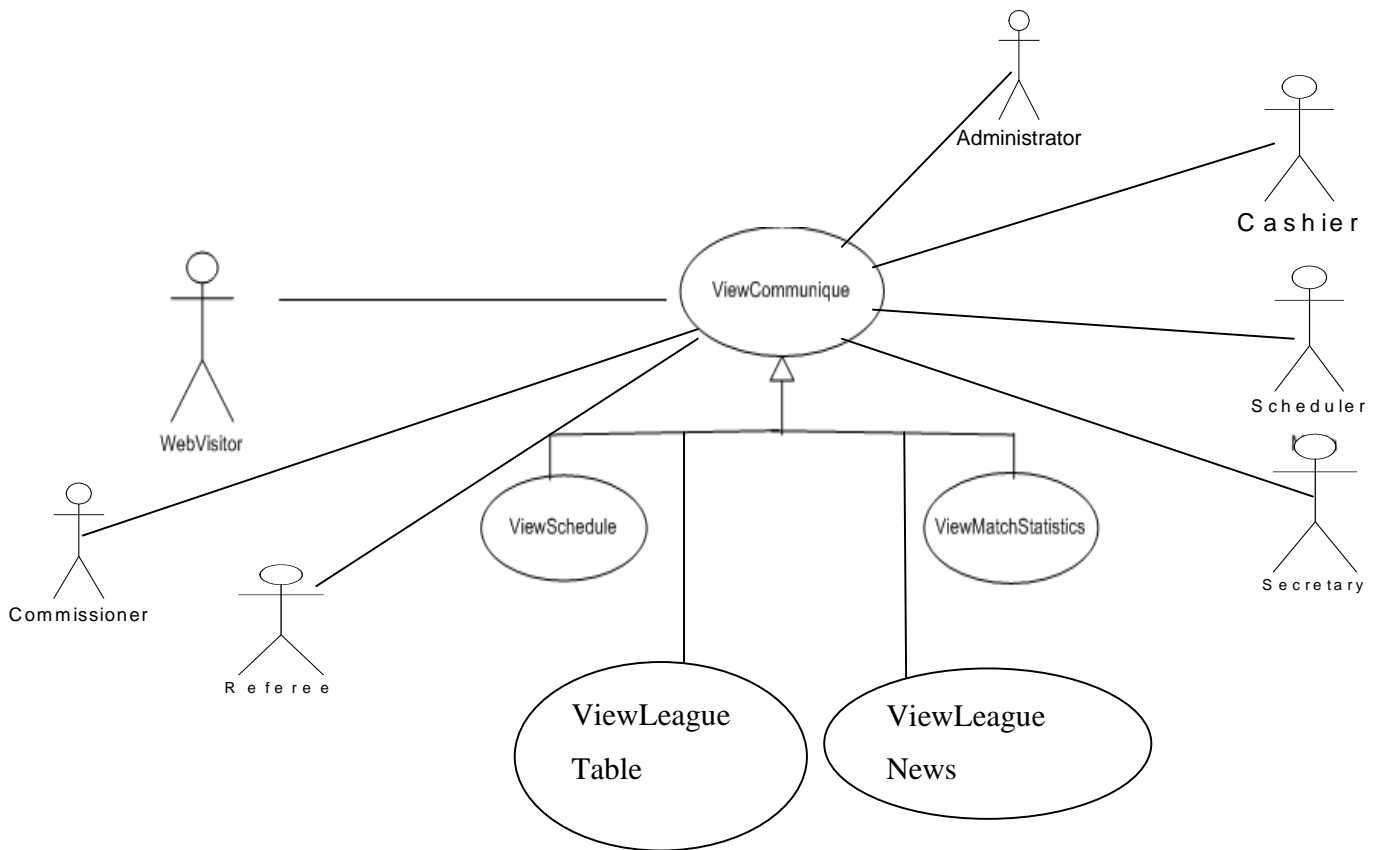 Administrator
Cashier
ViewCommunique
WebVisitor
Scheduler
ViewSchedule
ViewMatchStatistics
Commissioner
Secretary
Referee
ViewLeague
Table
ViewLeague
News